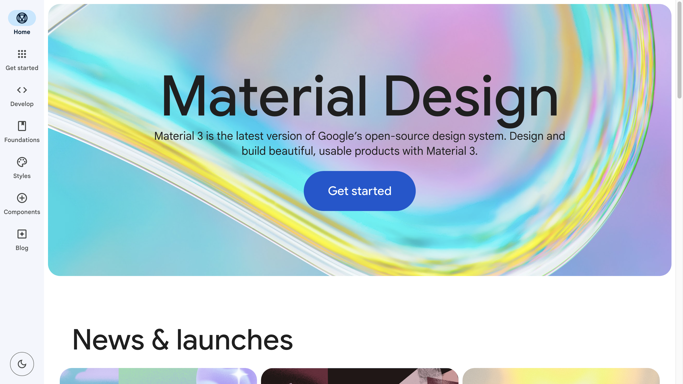 Home
Get started
Develop
Foundations
Styles
Components
Blog
Material Design
Material 3 is the latest version of Google's open-source design system. Design and
build beautiful, usable products with Material 3.
Get started
News & launches